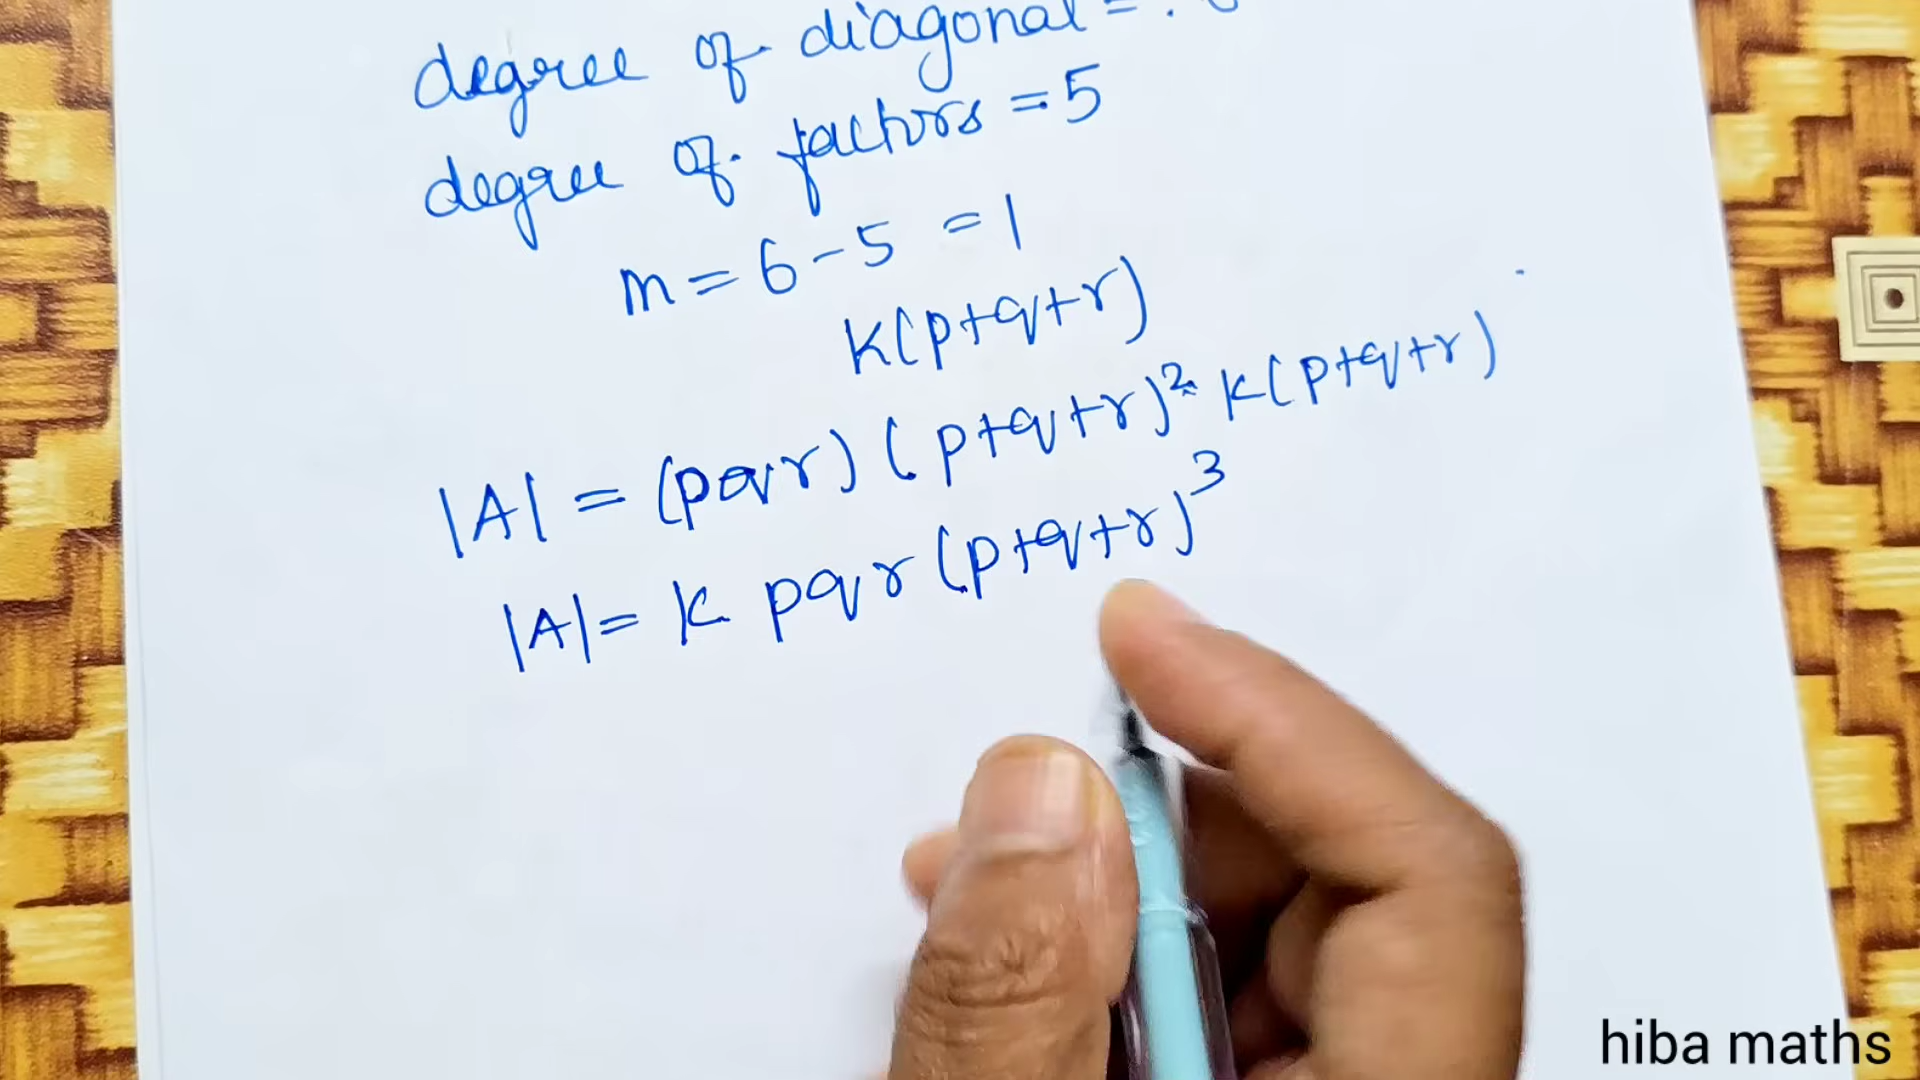 degree of diagonal =
degree of factors = 5
m = 6 - 5 = 1
K(p+q+r)
|A| = (pqr) (p+q+r)² K(p+q+r)
|A| = K pqr (p+q+r)³
hiba maths